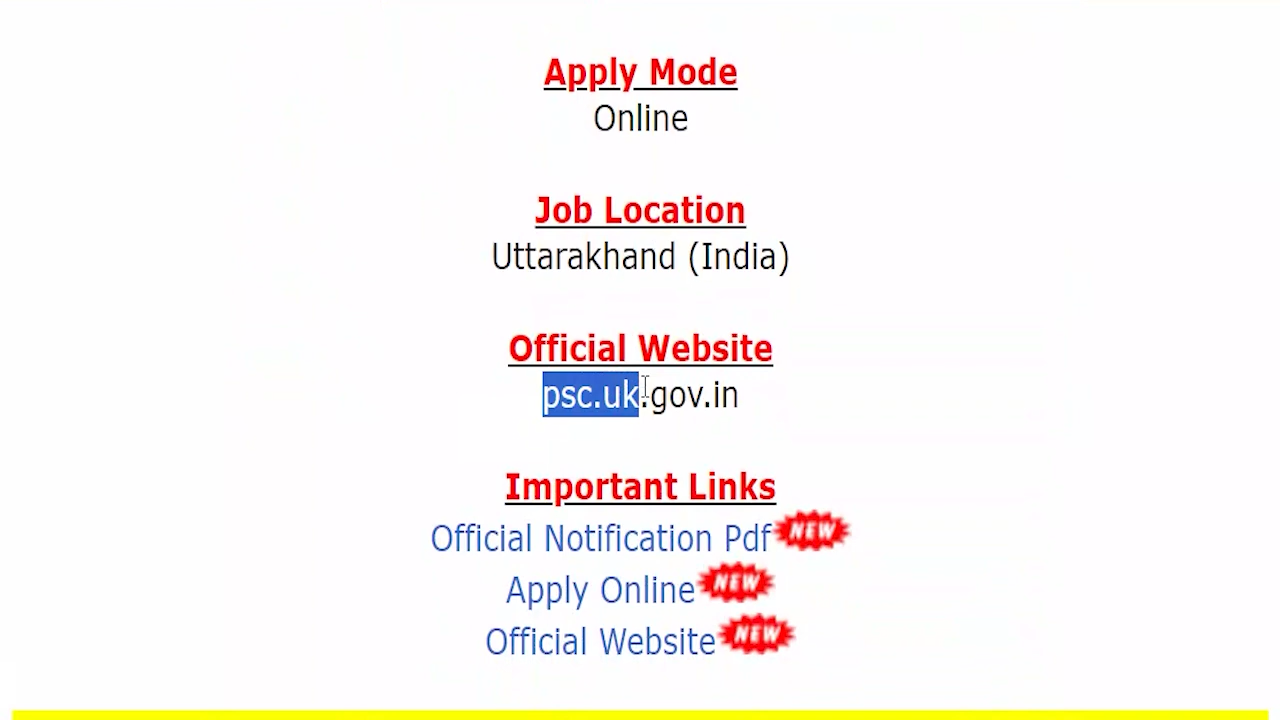 Apply Mode
Online
Job Location
Uttarakhand (India)
Official Website
psc.uk.gov.in
Important Links
Official Notification Pdf NEW
Apply Online NEW
Official Website NEW